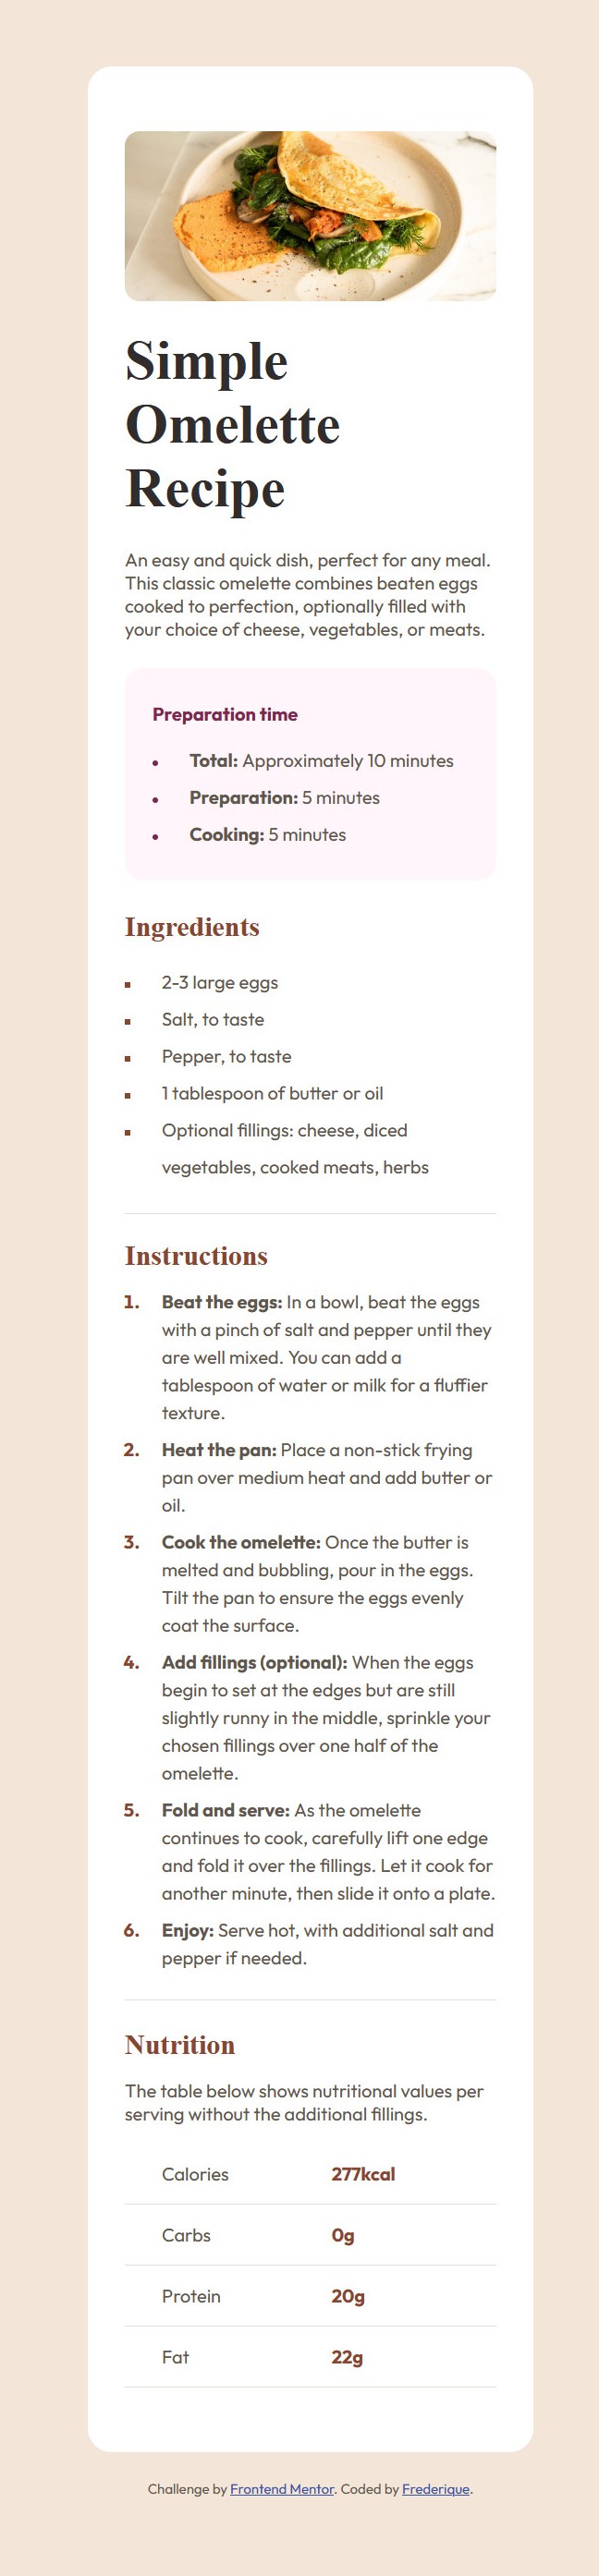 Simple
Omelette
Recipe
An easy and quick dish, perfect for any meal.
This classic omelette combines beaten eggs
cooked to perfection, optionally filled with
your choice of cheese, vegetables, or meats.
Preparation time
• Total: Approximately 10 minutes
• Preparation: 5 minutes
• Cooking: 5 minutes
Ingredients
▪ 2-3 large eggs
▪ Salt, to taste
▪ Pepper, to taste
▪ 1 tablespoon of butter or oil
▪ Optional fillings: cheese, diced
vegetables, cooked meats, herbs
Instructions
1. Beat the eggs: In a bowl, beat the eggs
with a pinch of salt and pepper until they
are well mixed. You can add a
tablespoon of water or milk for a fluffier
texture.
2. Heat the pan: Place a non-stick frying
pan over medium heat and add butter or
oil.
3. Cook the omelette: Once the butter is
melted and bubbling, pour in the eggs.
Tilt the pan to ensure the eggs evenly
coat the surface.
4. Add fillings (optional): When the eggs
begin to set at the edges but are still
slightly runny in the middle, sprinkle your
chosen fillings over one half of the
omelette.
5. Fold and serve: As the omelette
continues to cook, carefully lift one edge
and fold it over the fillings. Let it cook for
another minute, then slide it onto a plate.
6. Enjoy: Serve hot, with additional salt and
pepper if needed.
Nutrition
The table below shows nutritional values per
serving without the additional fillings.
Calories 277kcal
Carbs 0g
Protein 20g
Fat 22g
Challenge by Frontend Mentor. Coded by Frederique.